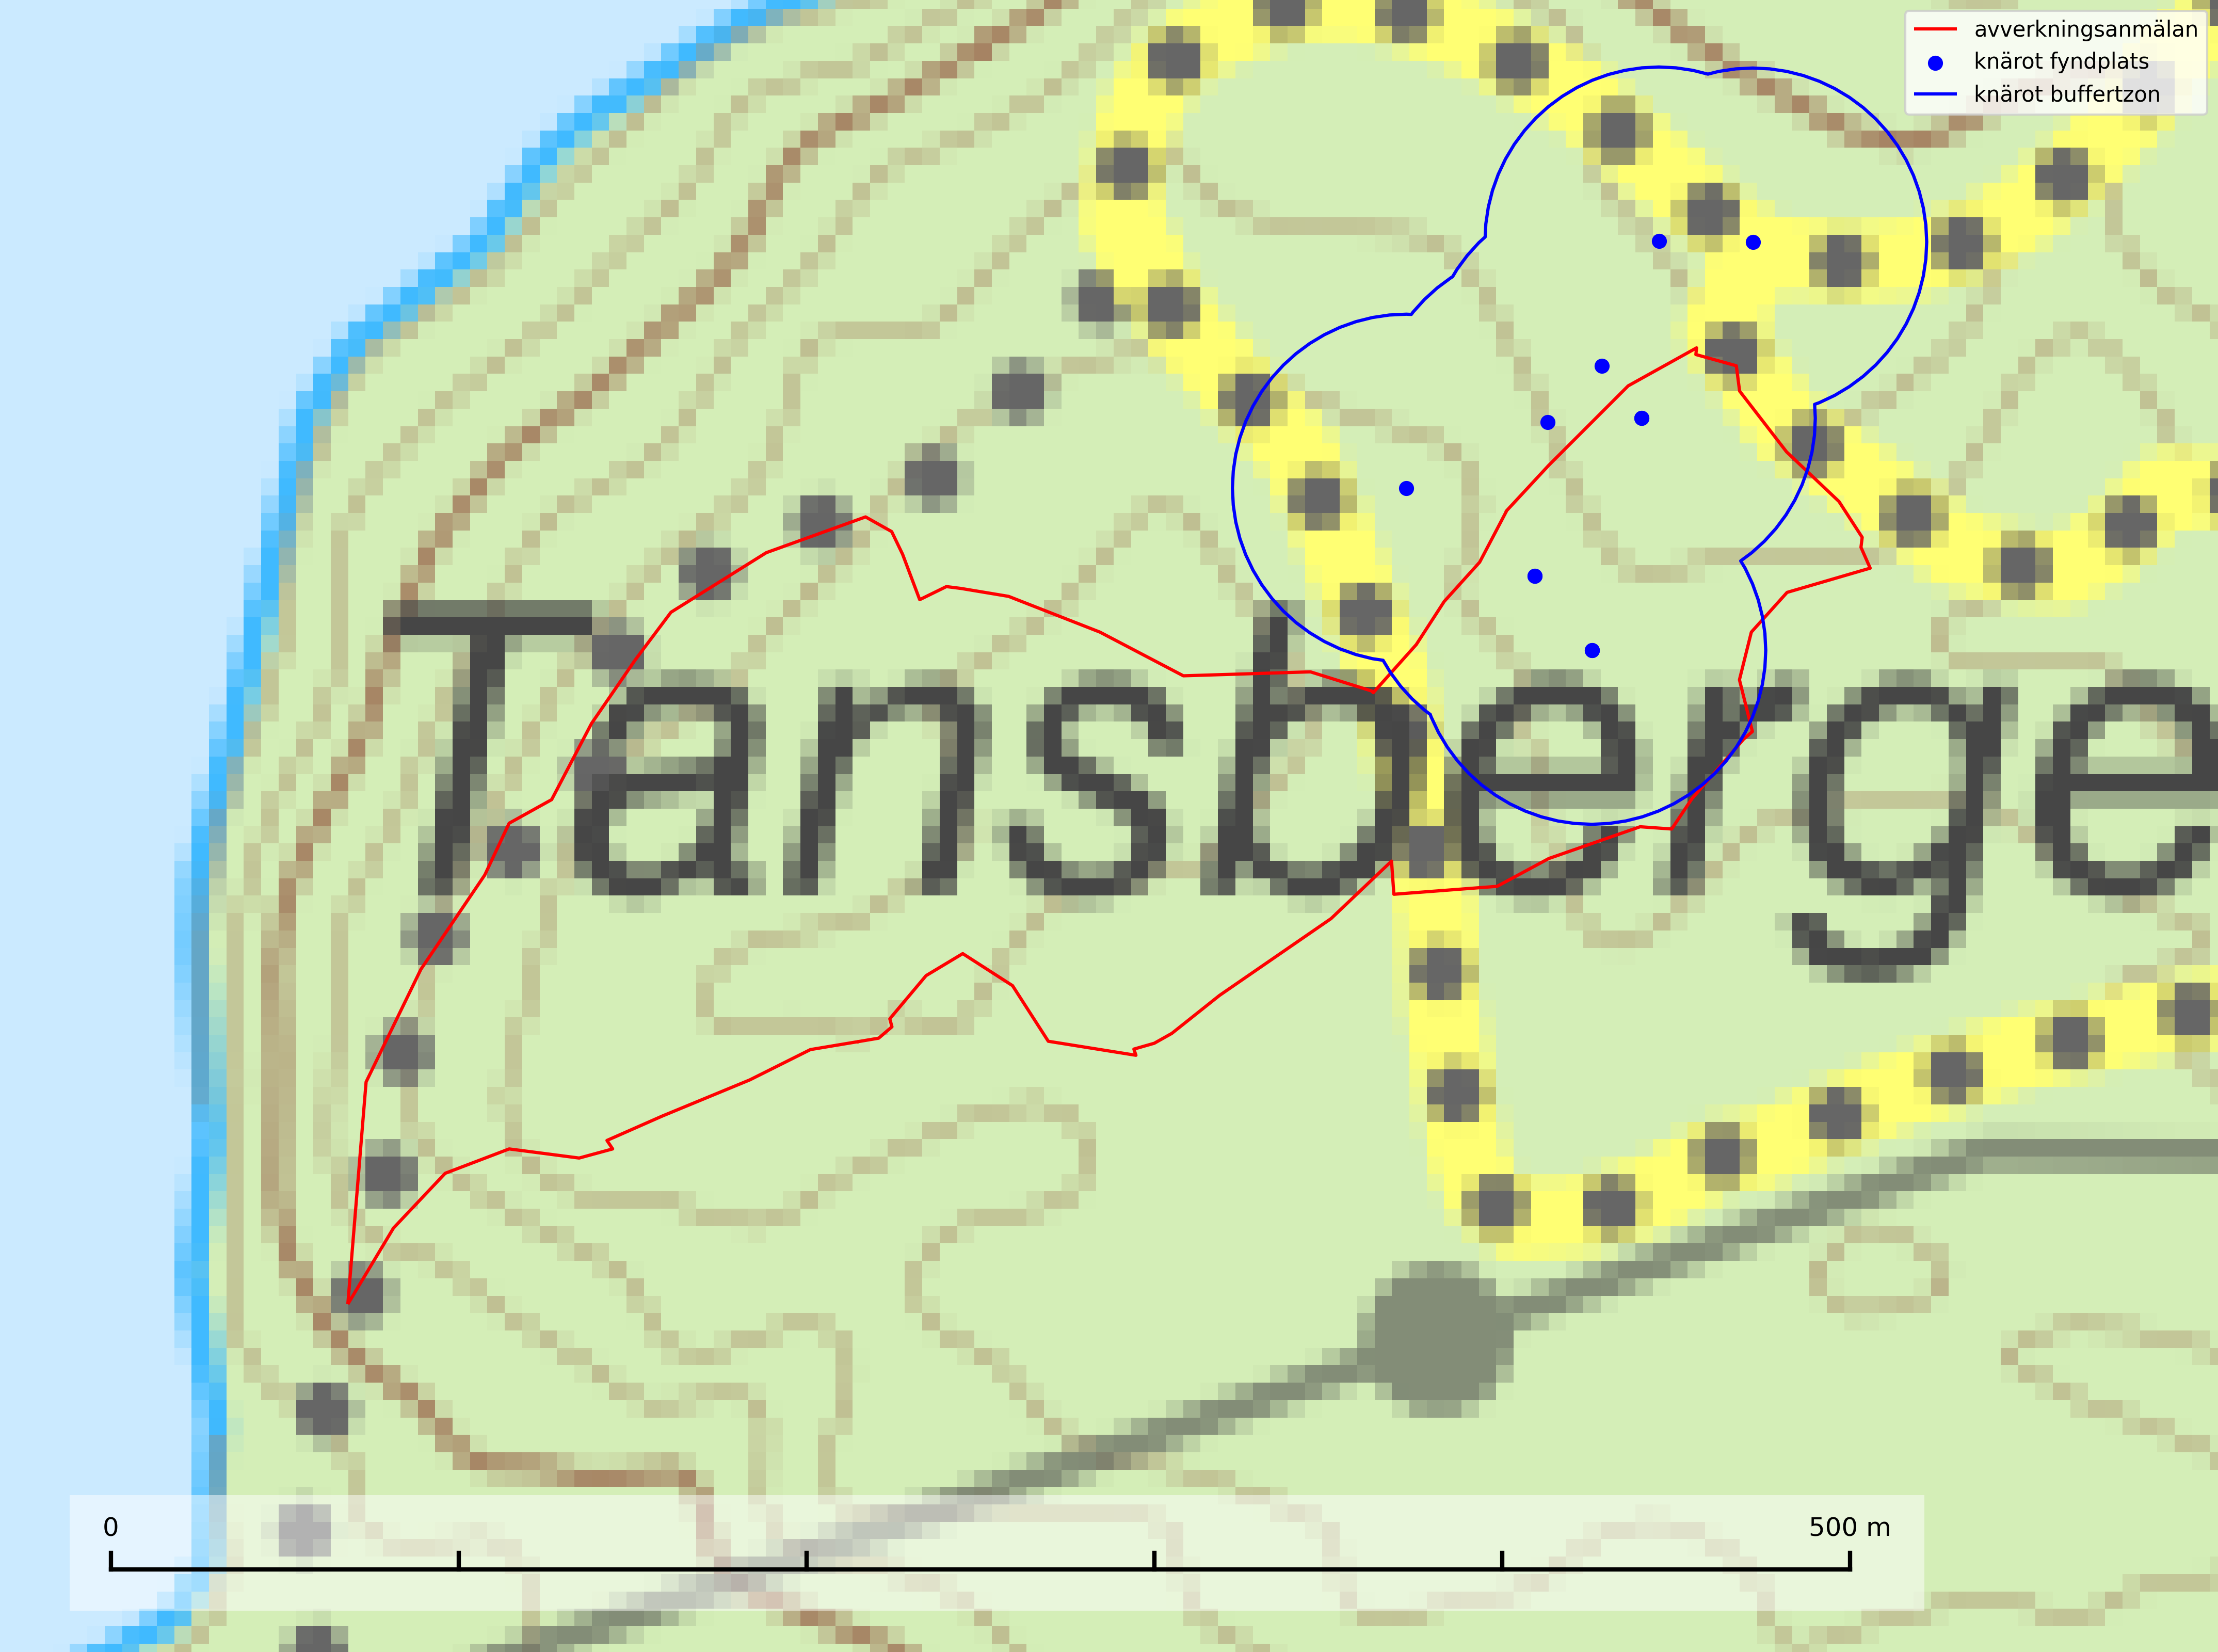 avverkningsanmälan
knärot fyndplats
knärot buffertzon
Tansberge
0 500 m